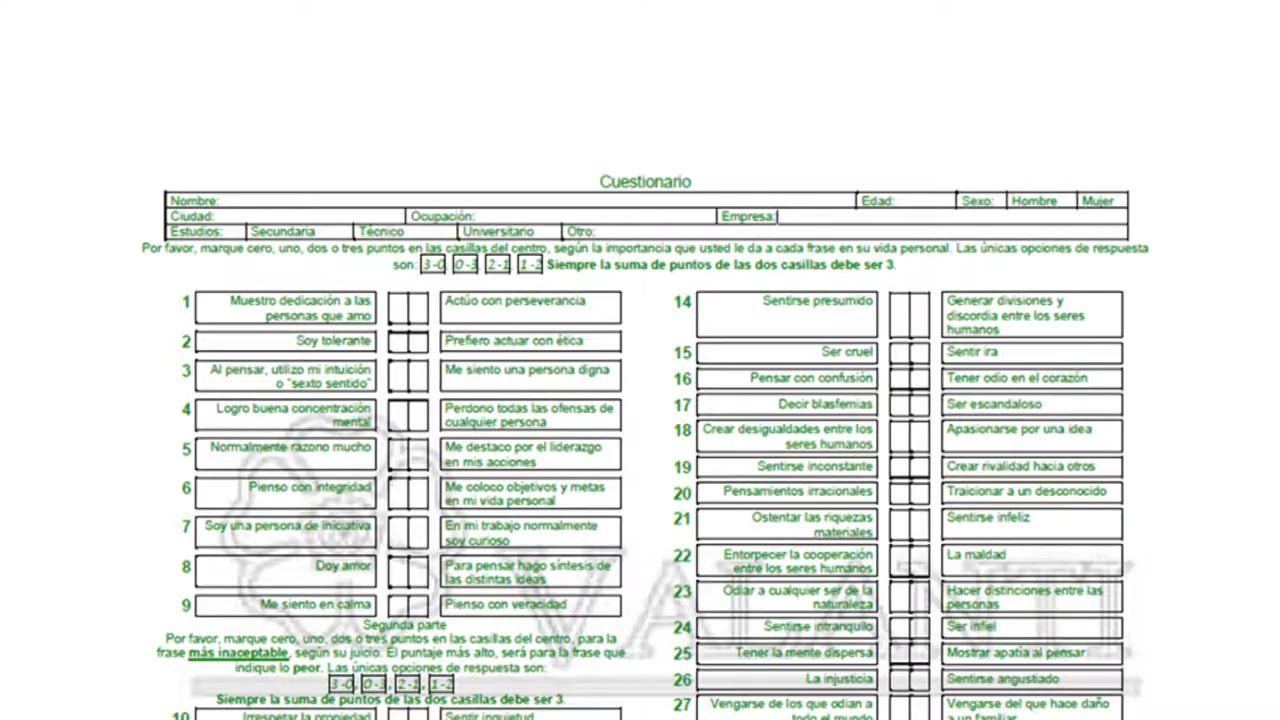 Cuestionario
Nombre: Edad: Sexo: Hombre Mujer
Ciudad: Ocupación: Empresa:
Estudios: Secundaria Técnico Universitario Otro:
Por favor, marque cero, uno, dos o tres puntos en las casillas del centro, según la importancia que usted le da a cada frase en su vida personal. Las únicas opciones de respuesta
son: 3-0 0-3 2-1 1-2 Siempre la suma de puntos de las dos casillas debe ser 3.
1 Muestro dedicación a las Actúo con perseverancia
personas que amo
2 Soy tolerante Prefiero actuar con ética
3 Al pensar, utilizo mi intuición Me siento una persona digna
o "sexto sentido"
4 Logro buena concentración Perdono todas las ofensas de
mental cualquier persona
5 Normalmente razono mucho Me destaco por el liderazgo
en mis acciones
6 Pienso con integridad Me coloco objetivos y metas
en mi vida personal
7 Soy una persona de iniciativa En mi trabajo normalmente
soy curioso
8 Doy amor Para pensar hago síntesis de
las distintas ideas
9 Me siento en calma Pienso con veracidad
Segunda parte
Por favor, marque cero, uno, dos o tres puntos en las casillas del centro, para la
frase más inaceptable, según su juicio. El puntaje más alto, será para la frase que
indique lo peor. Las únicas opciones de respuesta son:
3-0, 0-3, 2-1, 1-2
Siempre la suma de puntos de las dos casillas debe ser 3.
10 Irrespetar la propiedad Sentir inquietud
14 Sentirse presumido Generar divisiones y
discordia entre los seres
humanos
15 Ser cruel Sentir ira
16 Pensar con confusión Tener odio en el corazón
17 Decir blasfemias Ser escandaloso
18 Crear desigualdades entre los Apasionarse por una idea
seres humanos
19 Sentirse inconstante Crear rivalidad hacia otros
20 Pensamientos irracionales Traicionar a un desconocido
21 Ostentar las riquezas Sentirse infeliz
materiales
22 Entorpecer la cooperación La maldad
entre los seres humanos
23 Odiar a cualquier ser de la Hacer distinciones entre las
naturaleza personas
24 Sentirse intranquilo Ser infiel
25 Tener la mente dispersa Mostrar apatía al pensar
26 La injusticia Sentirse angustiado
27 Vengarse de los que odian a Vengarse del que hace daño
todo el mundo a un familiar
VALANTI